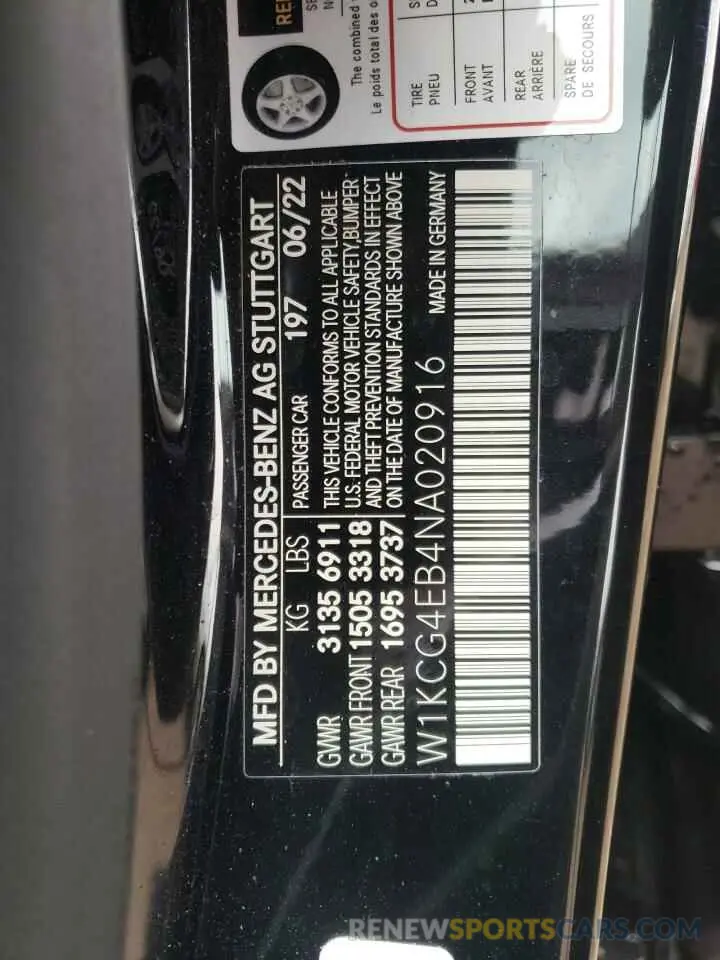 MFD BY MERCEDES-BENZ AG STUTTGART
KG LBS PASSENGER CAR 197 06/22
GVWR 3135 6911
GAWR FRONT 1505 3318
GAWR REAR 1695 3737
THIS VEHICLE CONFORMS TO ALL APPLICABLE
U.S. FEDERAL MOTOR VEHICLE SAFETY, BUMPER
AND THEFT PREVENTION STANDARDS IN EFFECT
ON THE DATE OF MANUFACTURE SHOWN ABOVE
W1KCG4EB4NA020916 MADE IN GERMANY
The combined
Le poids total des
TIRE
PNEU
FRONT
AVANT
REAR
ARRIÈRE
SPARE
DE SECOURS
RENEWSPORTSCARS.COM